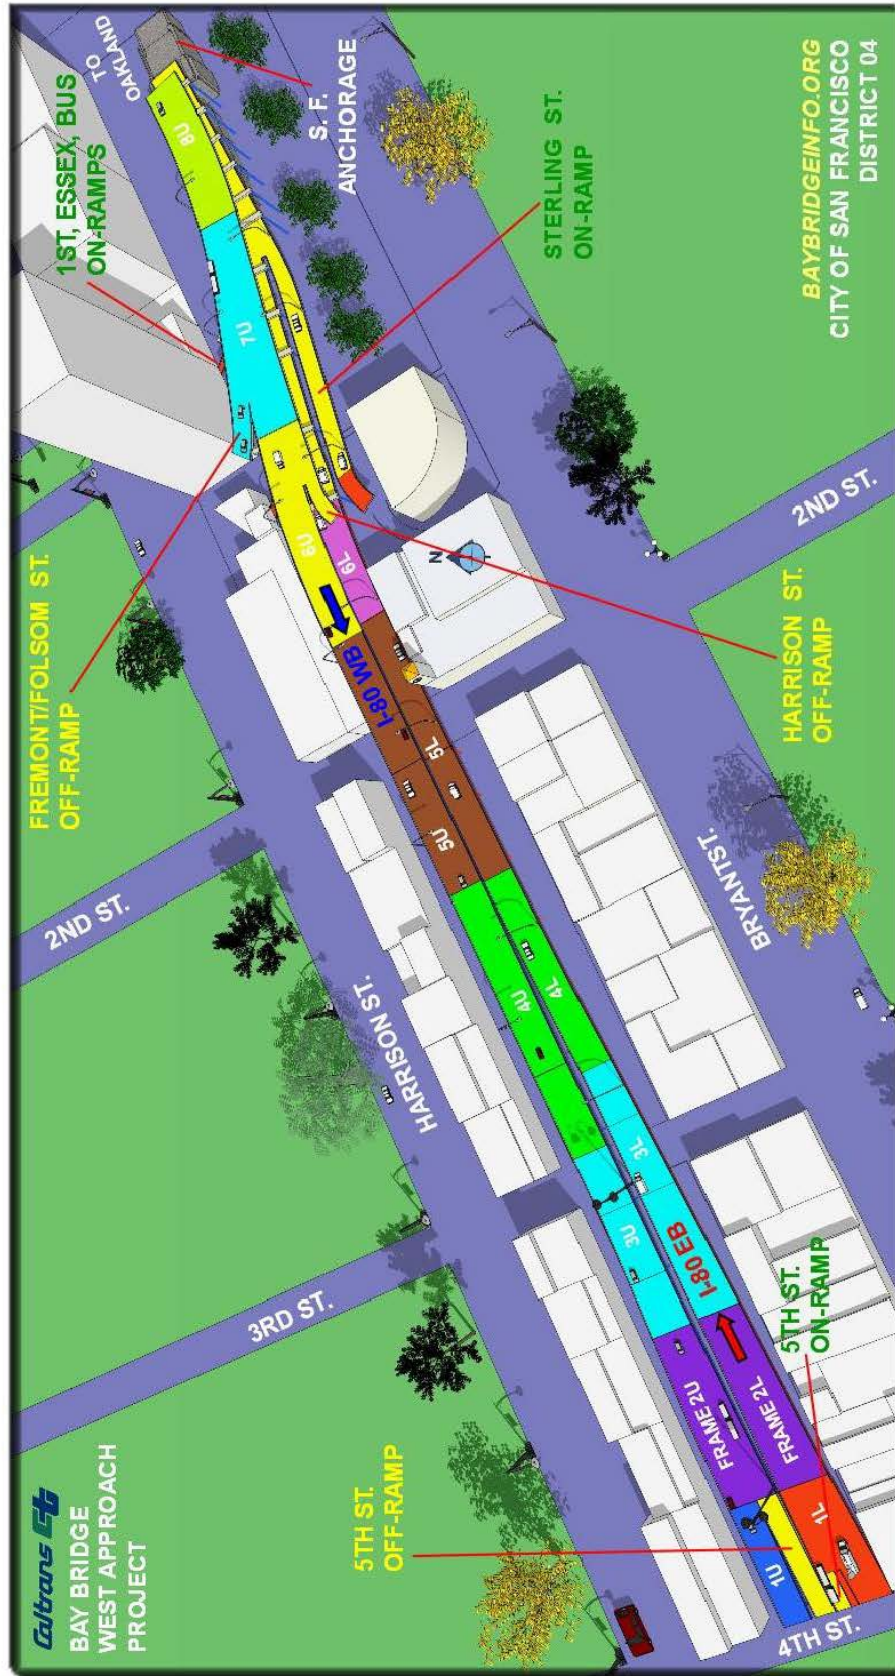 Caltrans Ct
BAY BRIDGE
WEST APPROACH
PROJECT
3RD ST.
2ND ST.
FREMONT/FOLSOM ST.
OFF-RAMP
1ST, ESSEX, BUS
ON-RAMPS
TO
OAKLAND
5TH ST.
OFF-RAMP
HARRISON ST.
S. F.
ANCHORAGE
8U
7U
6U
6L
I-80 WB
5U
5L
4U
4L
3U
3L
I-80 EB
FRAME 2U
FRAME 2L
1U
1L
4TH ST.
N
STERLING ST.
ON-RAMP
HARRISON ST.
OFF-RAMP
BRYANT ST.
5TH ST.
ON-RAMP
2ND ST.
BAYBRIDGEINFO.ORG
CITY OF SAN FRANCISCO
DISTRICT 04